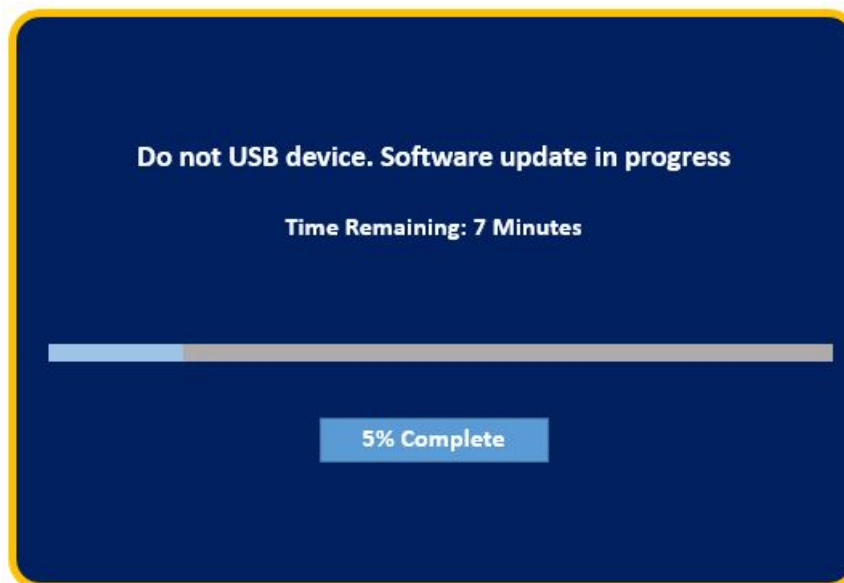 Do not USB device. Software update in progress
Time Remaining: 7 Minutes
5% Complete